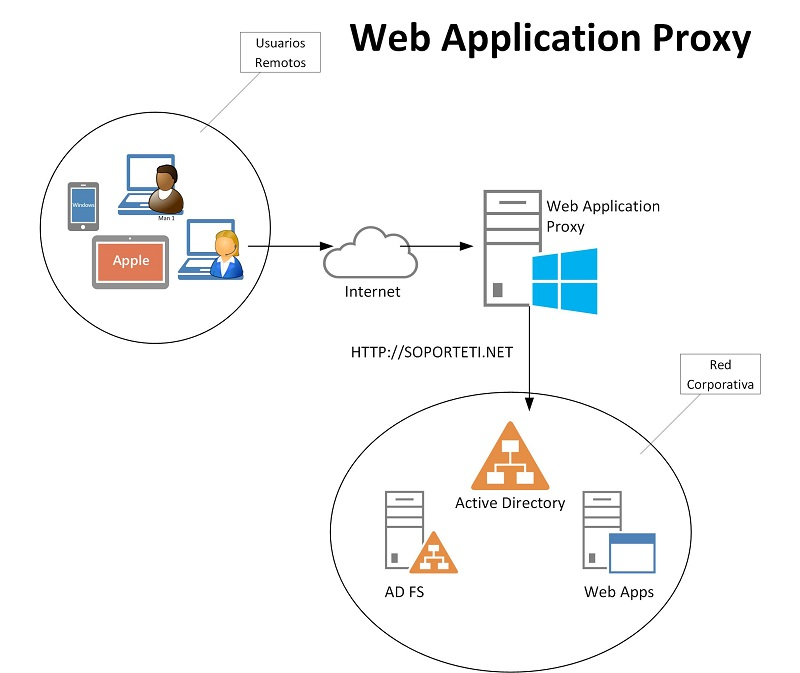 Web Application Proxy
Usuarios
Remotos
Windows
Man 1
Apple
Internet
Web Application
Proxy
HTTP://SOPORTETI.NET
Red
Corporativa
Active Directory
AD FS
Web Apps